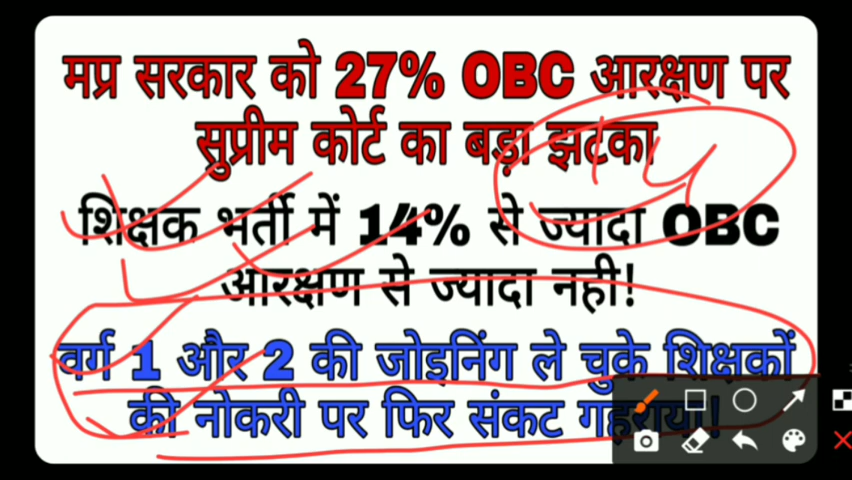 मप्र सरकार को 27% OBC आरक्षण पर
सुप्रीम कोर्ट का बड़ा झटका
शिक्षक भर्ती में 14% से ज्यादा OBC
आरक्षण से ज्यादा नही!
वर्ग 1 और 2 की जोइनिंग ले चुके शिक्षकों
की नोकरी पर फिर संकट गहराया!
14